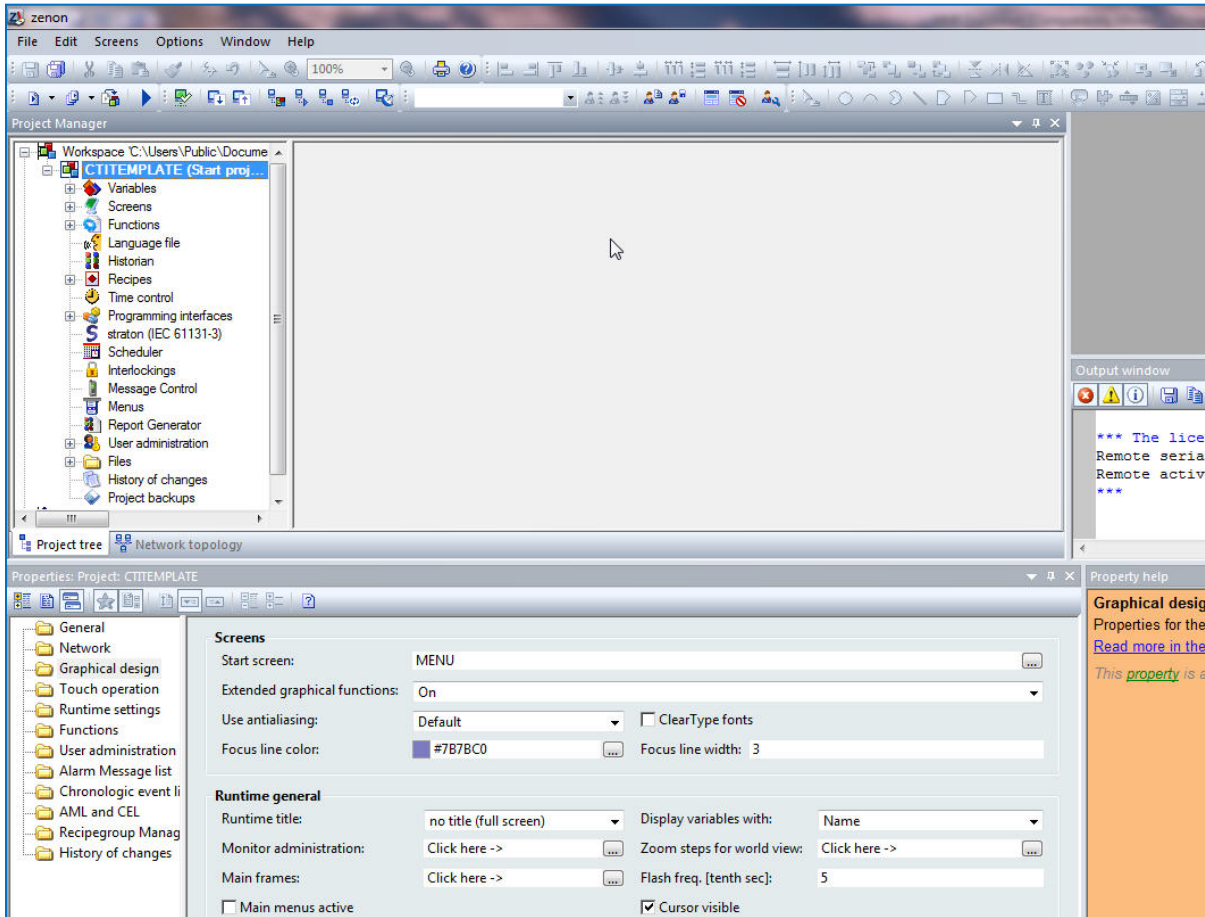 zenon
File Edit Screens Options Window Help
100%
Project Manager
Workspace 'C:\Users\Public\Docume
CTITEMPLATE (Start proj...
Variables
Screens
Functions
Language file
Historian
Recipes
Time control
Programming interfaces
straton (IEC 61131-3)
Scheduler
Interlockings
Message Control
Menus
Report Generator
User administration
Files
History of changes
Project backups
Project tree Network topology
Output window
*** The lice
Remote seria
Remote activ
***
Properties: Project: CTITEMPLATE
General
Network
Graphical design
Touch operation
Runtime settings
Functions
User administration
Alarm Message list
Chronologic event li
AML and CEL
Recipegroup Manag
History of changes
Screens
Start screen: MENU ...
Extended graphical functions: On
Use antialiasing: Default ClearType fonts
Focus line color: #7B7BC0 ... Focus line width: 3
Runtime general
Runtime title: no title (full screen) Display variables with: Name
Monitor administration: Click here -> ... Zoom steps for world view: Click here -> ...
Main frames: Click here -> ... Flash freq. [tenth sec]: 5
Main menus active Cursor visible
Property help
Graphical desig
Properties for the
Read more in the
This property is a